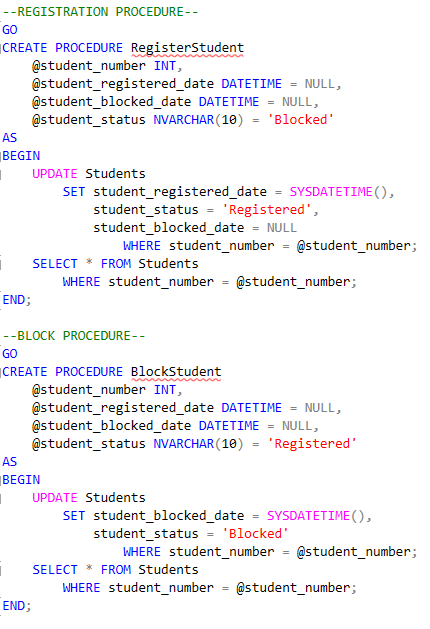 --REGISTRATION PROCEDURE--
GO
CREATE PROCEDURE RegisterStudent
@student_number INT,
@student_registered_date DATETIME = NULL,
@student_blocked_date DATETIME = NULL,
@student_status NVARCHAR(10) = 'Blocked'
AS
BEGIN
UPDATE Students
SET student_registered_date = SYSDATETIME(),
student_status = 'Registered',
student_blocked_date = NULL
WHERE student_number = @student_number;
SELECT * FROM Students
WHERE student_number = @student_number;
END;
--BLOCK PROCEDURE--
GO
CREATE PROCEDURE BlockStudent
@student_number INT,
@student_registered_date DATETIME = NULL,
@student_blocked_date DATETIME = NULL,
@student_status NVARCHAR(10) = 'Registered'
AS
BEGIN
UPDATE Students
SET student_blocked_date = SYSDATETIME(),
student_status = 'Blocked'
WHERE student_number = @student_number;
SELECT * FROM Students
WHERE student_number = @student_number;
END;